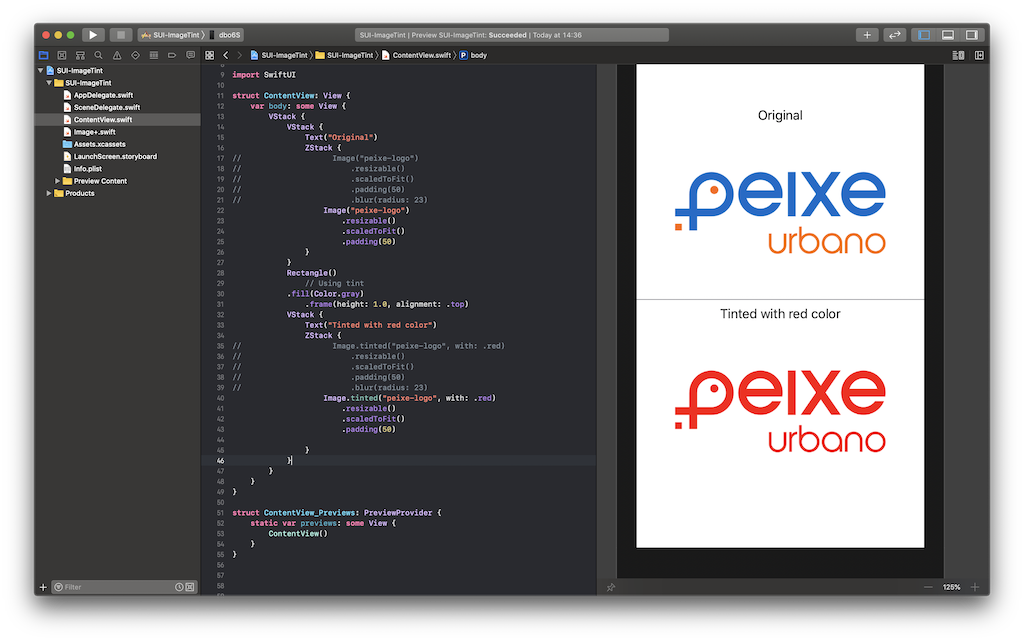 SUI-ImageTint › dbo6S
SUI-ImageTint | Preview SUI-ImageTint: Succeeded | Today at 14:36
SUI-ImageTint › SUI-ImageTint › ContentView.swift › P body
SUI-ImageTint
SUI-ImageTint
AppDelegate.swift
SceneDelegate.swift
ContentView.swift
Image+.swift
Assets.xcassets
LaunchScreen.storyboard
Info.plist
Preview Content
Products
Filter
9 import SwiftUI
10
11 struct ContentView: View {
12 var body: some View {
13 VStack {
14 VStack {
15 Text("Original")
16 ZStack {
17 // Image("peixe-logo")
18 // .resizable()
19 // .scaledToFit()
20 // .padding(50)
21 // .blur(radius: 23)
22 Image("peixe-logo")
23 .resizable()
24 .scaledToFit()
25 .padding(50)
26 }
27 }
28 Rectangle()
29 // Using tint
30 .fill(Color.gray)
31 .frame(height: 1.0, alignment: .top)
32 VStack {
33 Text("Tinted with red color")
34 ZStack {
35 // Image.tinted("peixe-logo", with: .red)
36 // .resizable()
37 // .scaledToFit()
38 // .padding(50)
39 // .blur(radius: 23)
40 Image.tinted("peixe-logo", with: .red)
41 .resizable()
42 .scaledToFit()
43 .padding(50)
44
45 }
46 }
47 }
48 }
49 }
50
51 struct ContentView_Previews: PreviewProvider {
52 static var previews: some View {
53 ContentView()
54 }
55 }
56
57
58
Original
peixe
urbano
Tinted with red color
peixe
urbano
125%